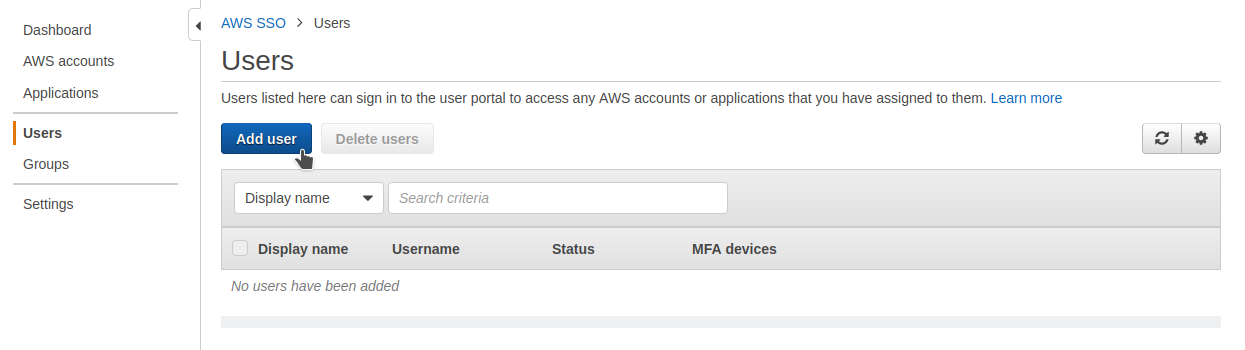 Dashboard
AWS accounts
Applications
Users
Groups
Settings
AWS SSO > Users
Users
Users listed here can sign in to the user portal to access any AWS accounts or applications that you have assigned to them. Learn more
Add user Delete users
Display name Search criteria
Display name Username Status MFA devices
No users have been added